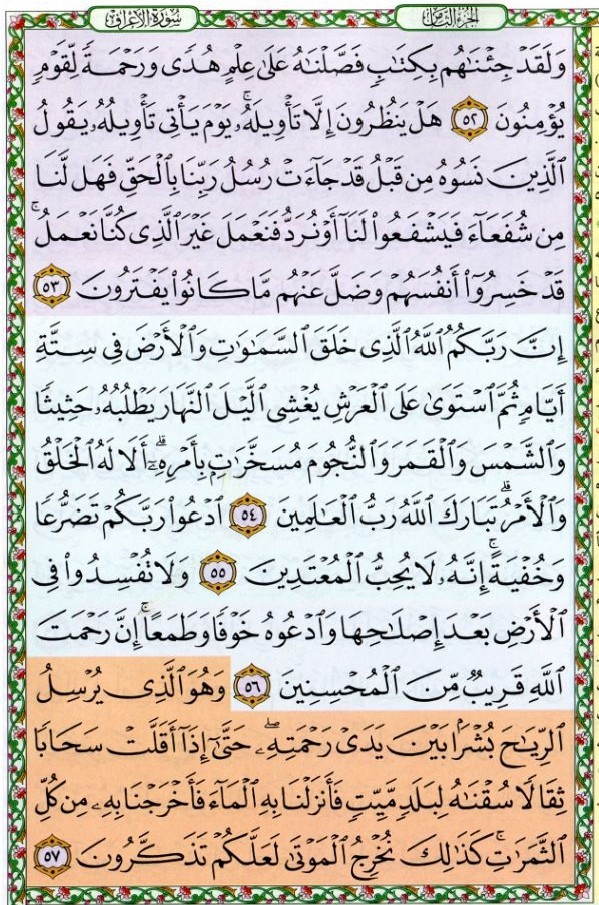 الجزء الثامن
سورة الأعراف
وَلَقَدْ جِئْنَٰهُم بِكِتَٰبٍ فَصَّلْنَٰهُ عَلَىٰ عِلْمٍ هُدًى وَرَحْمَةً لِّقَوْمٍ
يُؤْمِنُونَ ٥٢ هَلْ يَنظُرُونَ إِلَّا تَأْوِيلَهُۥۚ يَوْمَ يَأْتِى تَأْوِيلُهُۥ يَقُولُ
ٱلَّذِينَ نَسُوهُ مِن قَبْلُ قَدْ جَآءَتْ رُسُلُ رَبِّنَا بِٱلْحَقِّ فَهَل لَّنَا
مِن شُفَعَآءَ فَيَشْفَعُوا۟ لَنَآ أَوْ نُرَدُّ فَنَعْمَلَ غَيْرَ ٱلَّذِى كُنَّا نَعْمَلُۚ
قَدْ خَسِرُوٓا۟ أَنفُسَهُمْ وَضَلَّ عَنْهُم مَّا كَانُوا۟ يَفْتَرُونَ ٥٣
إِنَّ رَبَّكُمُ ٱللَّهُ ٱلَّذِى خَلَقَ ٱلسَّمَٰوَٰتِ وَٱلْأَرْضَ فِى سِتَّةِ
أَيَّامٍ ثُمَّ ٱسْتَوَىٰ عَلَى ٱلْعَرْشِ يُغْشِى ٱلَّيْلَ ٱلنَّهَارَ يَطْلُبُهُۥ حَثِيثًا
وَٱلشَّمْسَ وَٱلْقَمَرَ وَٱلنُّجُومَ مُسَخَّرَٰتٍۭ بِأَمْرِهِۦٓۗ أَلَا لَهُ ٱلْخَلْقُ
وَٱلْأَمْرُۗ تَبَارَكَ ٱللَّهُ رَبُّ ٱلْعَٰلَمِينَ ٥٤ ٱدْعُوا۟ رَبَّكُمْ تَضَرُّعًا
وَخُفْيَةًۚ إِنَّهُۥ لَا يُحِبُّ ٱلْمُعْتَدِينَ ٥٥ وَلَا تُفْسِدُوا۟ فِى
ٱلْأَرْضِ بَعْدَ إِصْلَٰحِهَا وَٱدْعُوهُ خَوْفًا وَطَمَعًاۚ إِنَّ رَحْمَتَ
ٱللَّهِ قَرِيبٌ مِّنَ ٱلْمُحْسِنِينَ ٥٦ وَهُوَ ٱلَّذِى يُرْسِلُ
ٱلرِّيَٰحَ بُشْرًۢا بَيْنَ يَدَىْ رَحْمَتِهِۦۖ حَتَّىٰٓ إِذَآ أَقَلَّتْ سَحَابًا
ثِقَالًا سُقْنَٰهُ لِبَلَدٍ مَّيِّتٍ فَأَنزَلْنَا بِهِ ٱلْمَآءَ فَأَخْرَجْنَا بِهِۦ مِن كُلِّ
ٱلثَّمَرَٰتِۚ كَذَٰلِكَ نُخْرِجُ ٱلْمَوْتَىٰ لَعَلَّكُمْ تَذَكَّرُونَ ٥٧